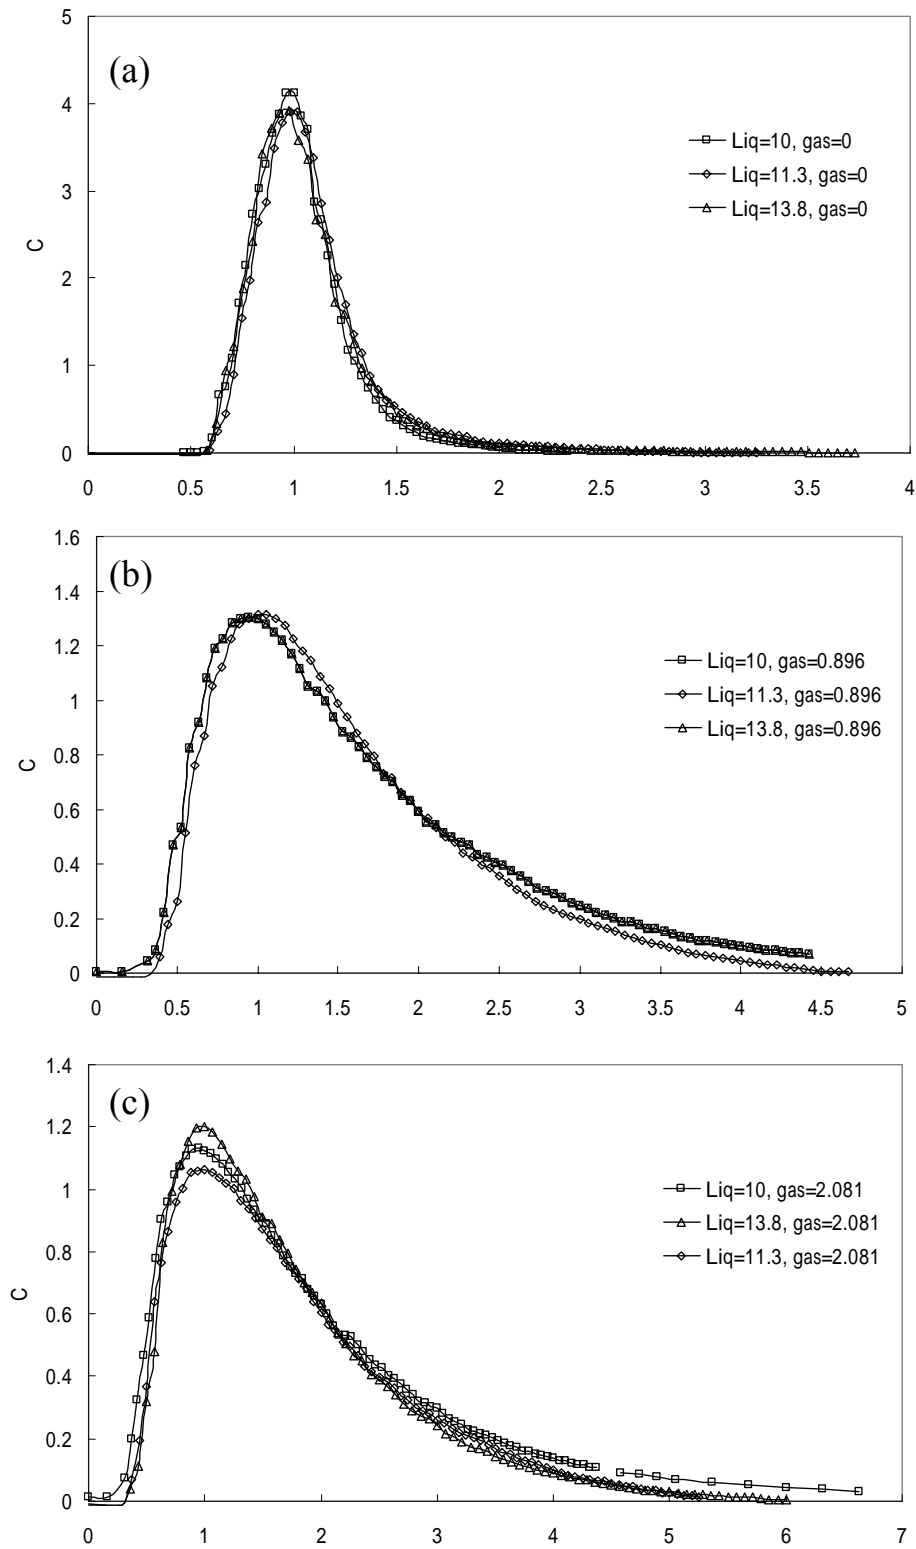 (a)
5
4
3
2
1
0
C
Liq=10, gas=0
Liq=11.3, gas=0
Liq=13.8, gas=0
0 0.5 1 1.5 2 2.5 3 3.5 4
(b)
1.6
1.4
1.2
1
0.8
0.6
0.4
0.2
0
C
Liq=10, gas=0.896
Liq=11.3, gas=0.896
Liq=13.8, gas=0.896
0 0.5 1 1.5 2 2.5 3 3.5 4 4.5 5
(c)
1.4
1.2
1
0.8
0.6
0.4
0.2
0
C
Liq=10, gas=2.081
Liq=13.8, gas=2.081
Liq=11.3, gas=2.081
0 1 2 3 4 5 6 7